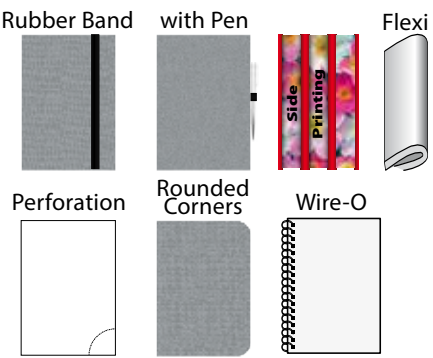 Rubber Band
with Pen
Flexi
Side
Printing
Perforation
Rounded
Corners
Wire-O